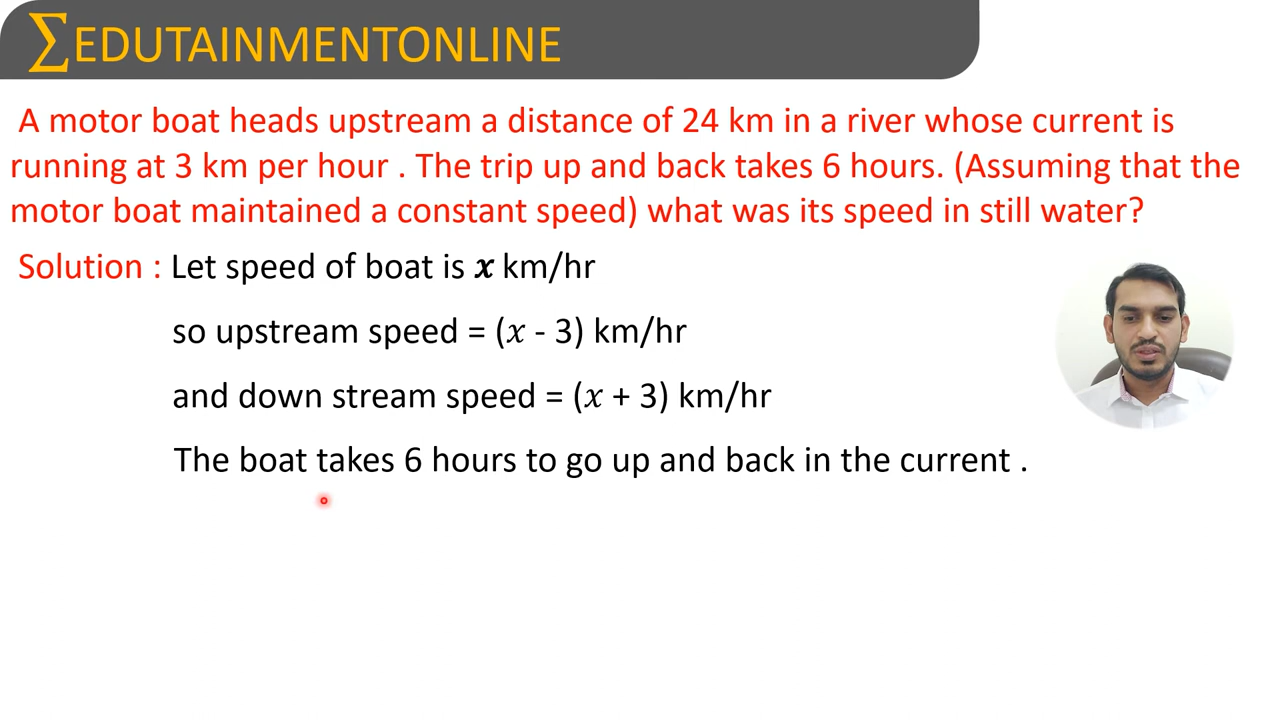 ∑EDUTAINMENTONLINE
A motor boat heads upstream a distance of 24 km in a river whose current is
running at 3 km per hour . The trip up and back takes 6 hours. (Assuming that the
motor boat maintained a constant speed) what was its speed in still water?
Solution : Let speed of boat is x km/hr
so upstream speed = (x - 3) km/hr
and down stream speed = (x + 3) km/hr
The boat takes 6 hours to go up and back in the current .